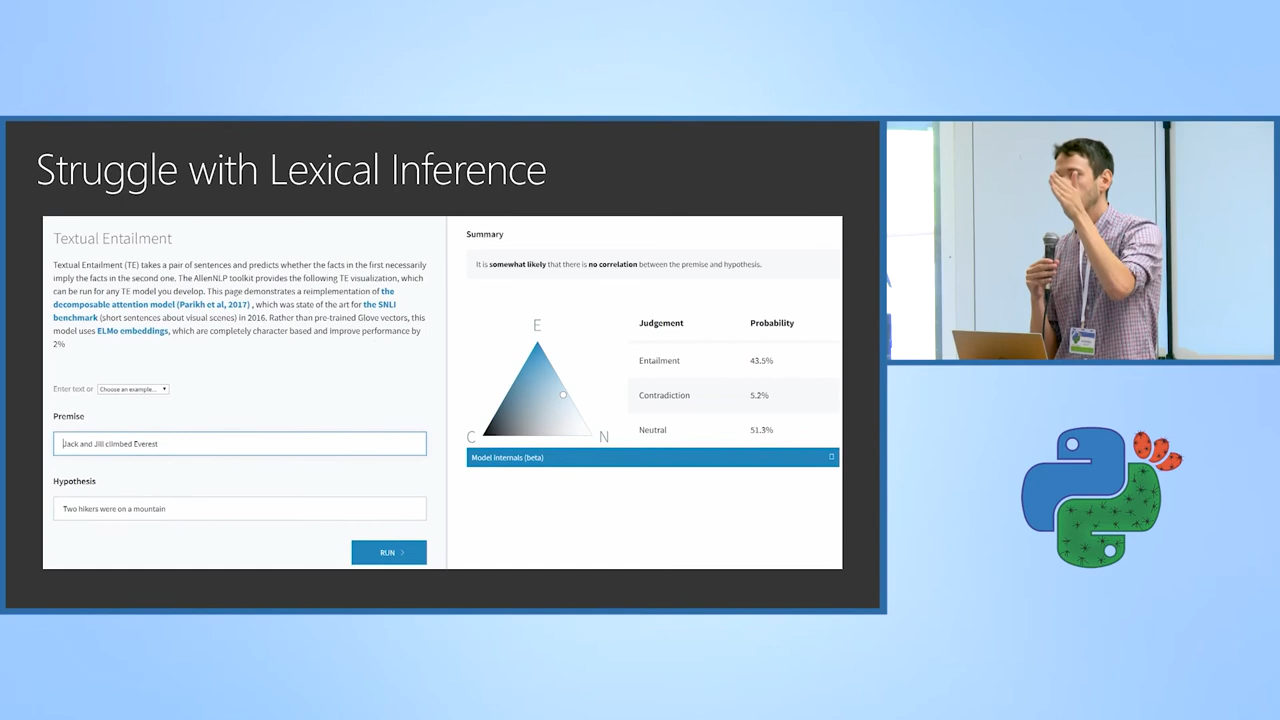 Struggle with Lexical Inference
Textual Entailment
Textual Entailment (TE) takes a pair of sentences and predicts whether the facts in the first necessarily
imply the facts in the second one. The AllenNLP toolkit provides the following TE visualization, which
can be run for any TE model you develop. This page demonstrates a reimplementation of the
decomposable attention model (Parikh et al, 2017) , which was state of the art for the SNLI
benchmark (short sentences about visual scenes) in 2016. Rather than pre-trained Glove vectors, this
model uses ELMo embeddings, which are completely character based and improve performance by
2%
Enter text or Choose an example...
Premise
Jack and Jill climbed Everest
Hypothesis
Two hikers were on a mountain
RUN
Summary
It is somewhat likely that there is no correlation between the premise and hypothesis.
E
C
N
Judgement Probability
Entailment 43.5%
Contradiction 5.2%
Neutral 51.3%
Model internals (beta)